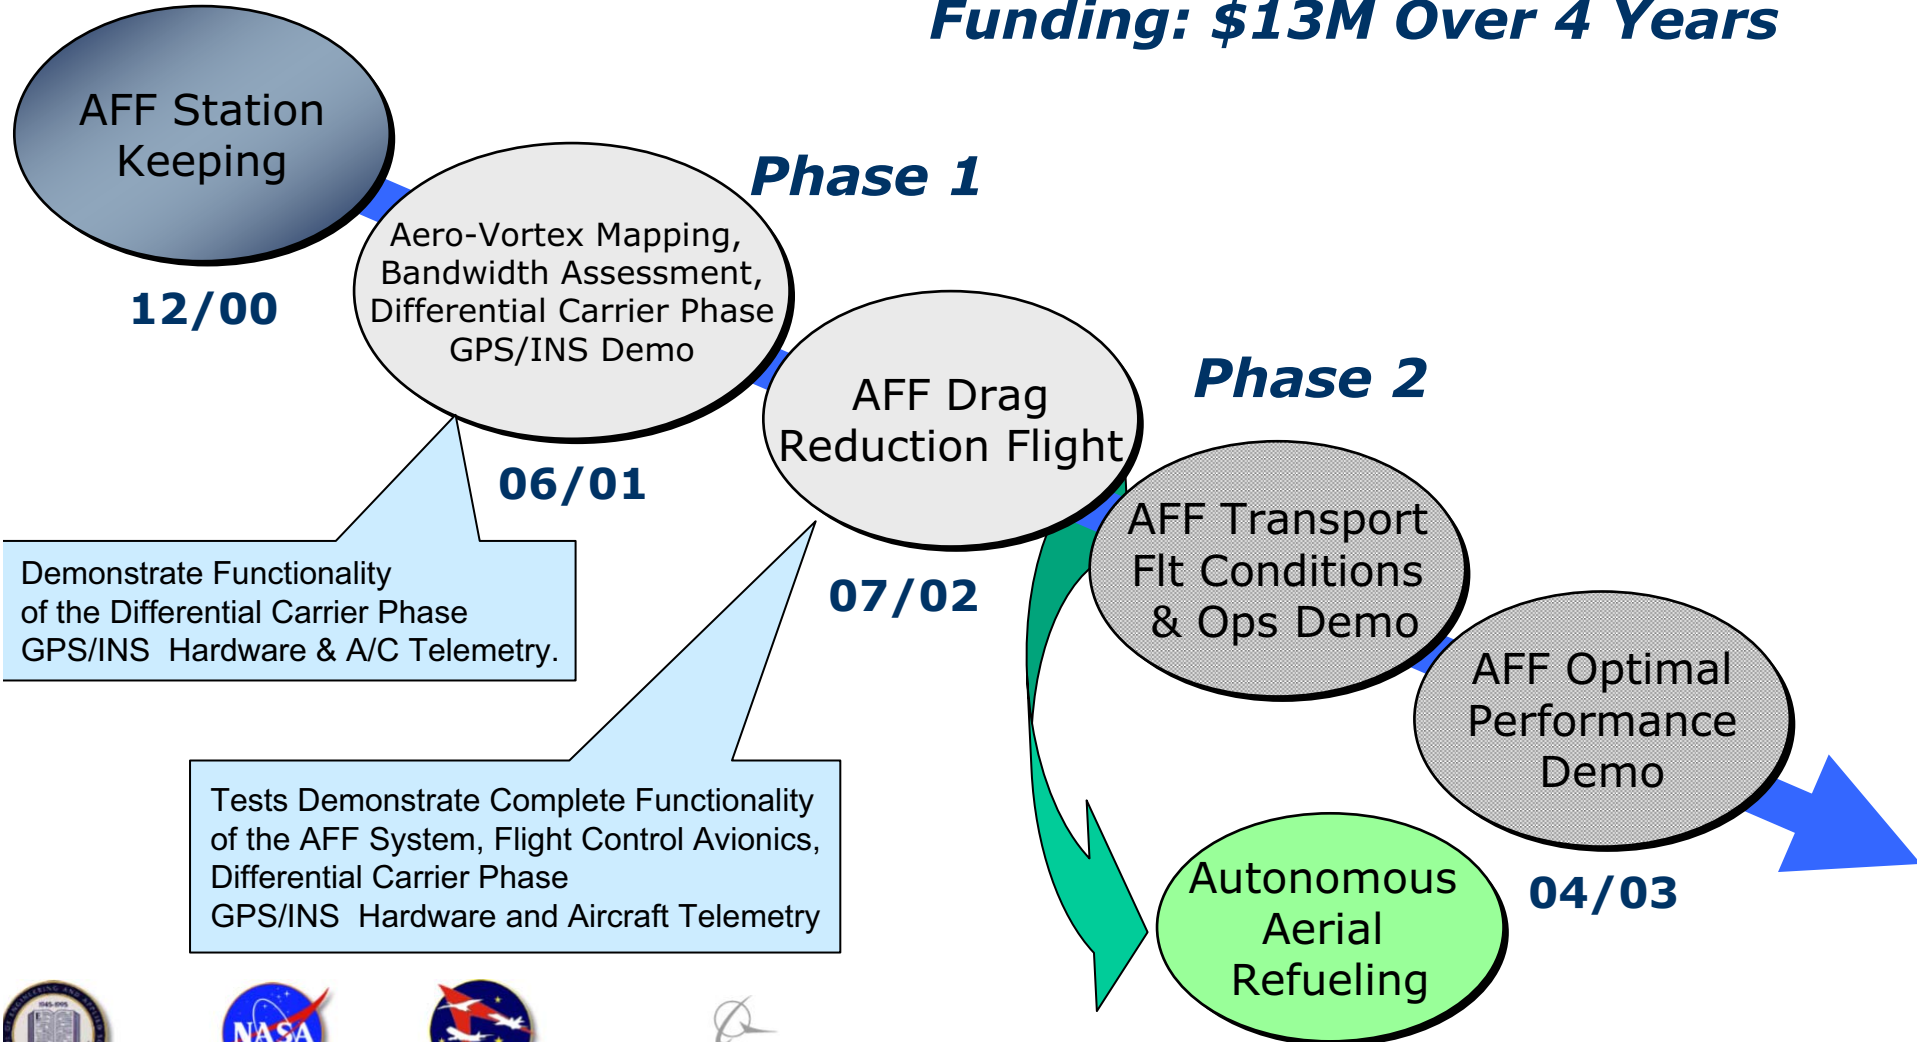 Funding: $13M Over 4 Years
AFF Station
Keeping
12/00
Phase 1
Aero-Vortex Mapping,
Bandwidth Assessment,
Differential Carrier Phase
GPS/INS Demo
06/01
AFF Drag
Reduction Flight
07/02
Phase 2
AFF Transport
Flt Conditions
& Ops Demo
AFF Optimal
Performance
Demo
04/03
Demonstrate Functionality
of the Differential Carrier Phase
GPS/INS Hardware & A/C Telemetry.
Tests Demonstrate Complete Functionality
of the AFF System, Flight Control Avionics,
Differential Carrier Phase
GPS/INS Hardware and Aircraft Telemetry
Autonomous
Aerial
Refueling
1945-1995
NASA